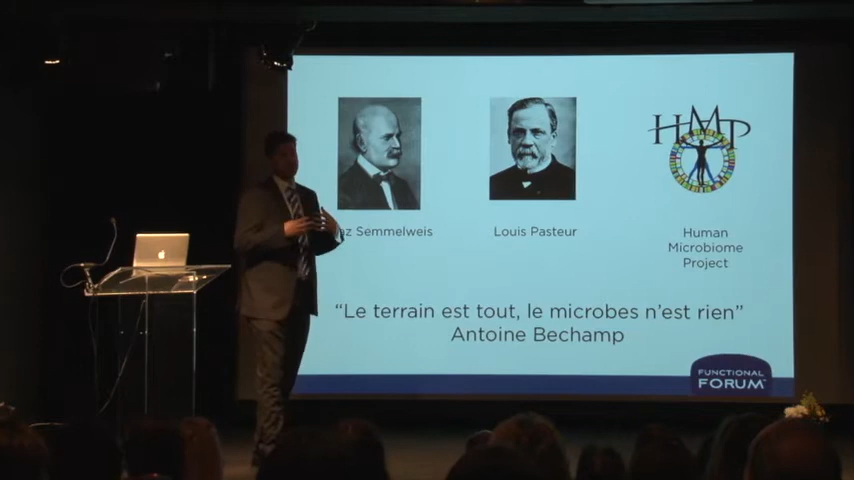 HMP
az Semmelweis
Louis Pasteur
Human
Microbiome
Project
“Le terrain est tout, le microbes n’est rien”
Antoine Bechamp
FUNCTIONAL
FORUM™